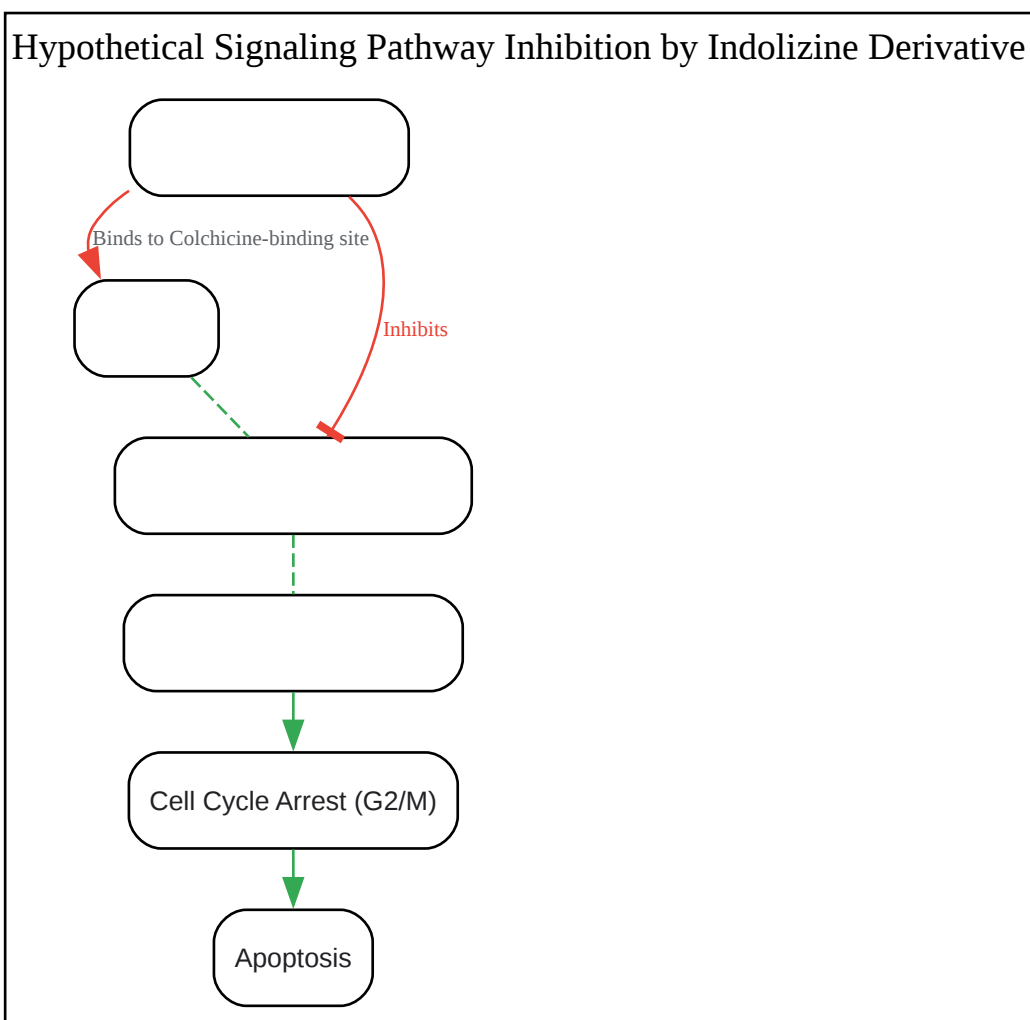 Hypothetical Signaling Pathway Inhibition by Indolizine Derivative
Binds to Colchicine-binding site
Inhibits
Cell Cycle Arrest (G2/M)
Apoptosis